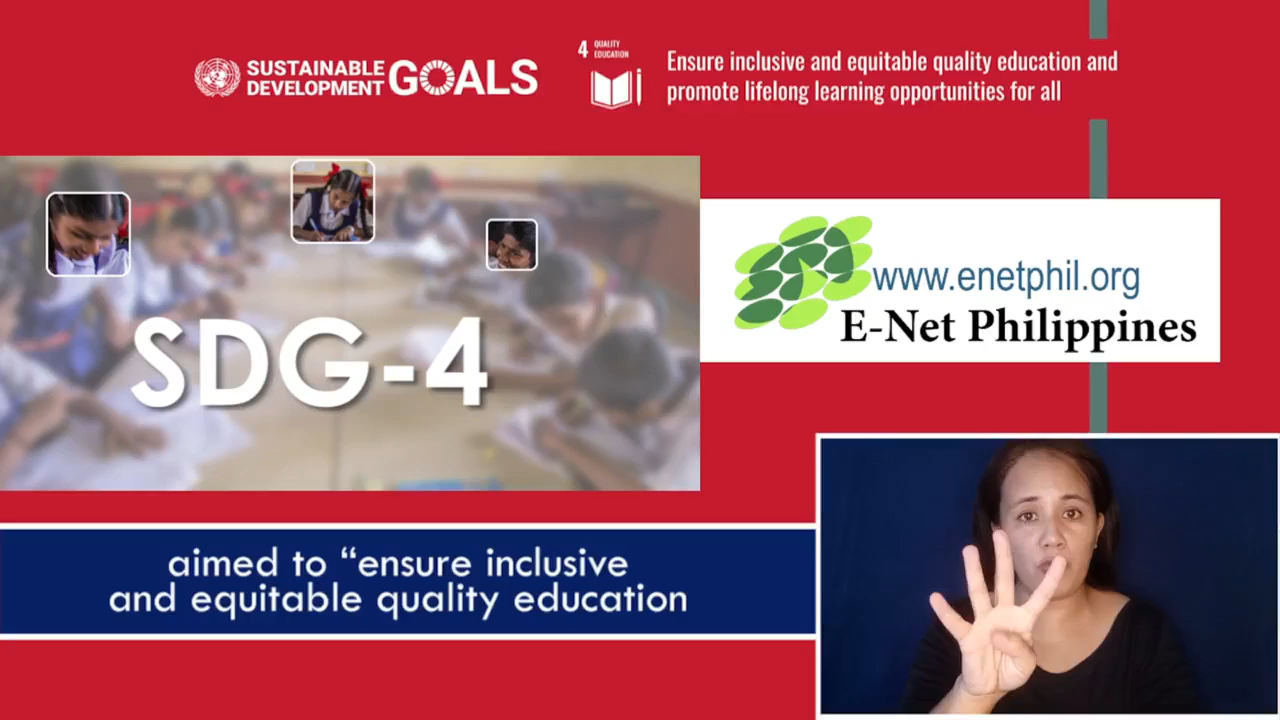 SUSTAINABLE
DEVELOPMENT
GOALS
4
QUALITY
EDUCATION
Ensure inclusive and equitable quality education and
promote lifelong learning opportunities for all
SDG-4
www.enetphil.org
E-Net Philippines
aimed to “ensure inclusive
and equitable quality education